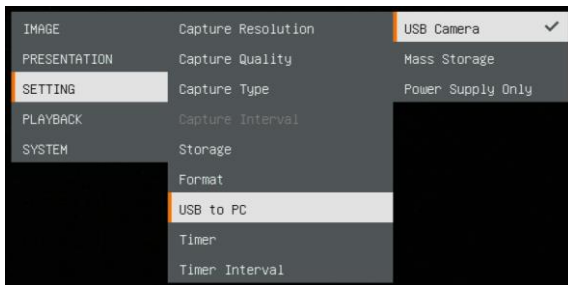 IMAGE
PRESENTATION
SETTING
PLAYBACK
SYSTEM
Capture Resolution
Capture Quality
Capture Type
Capture Interval
Storage
Format
USB to PC
Timer
Timer Interval
USB Camera
Mass Storage
Power Supply Only